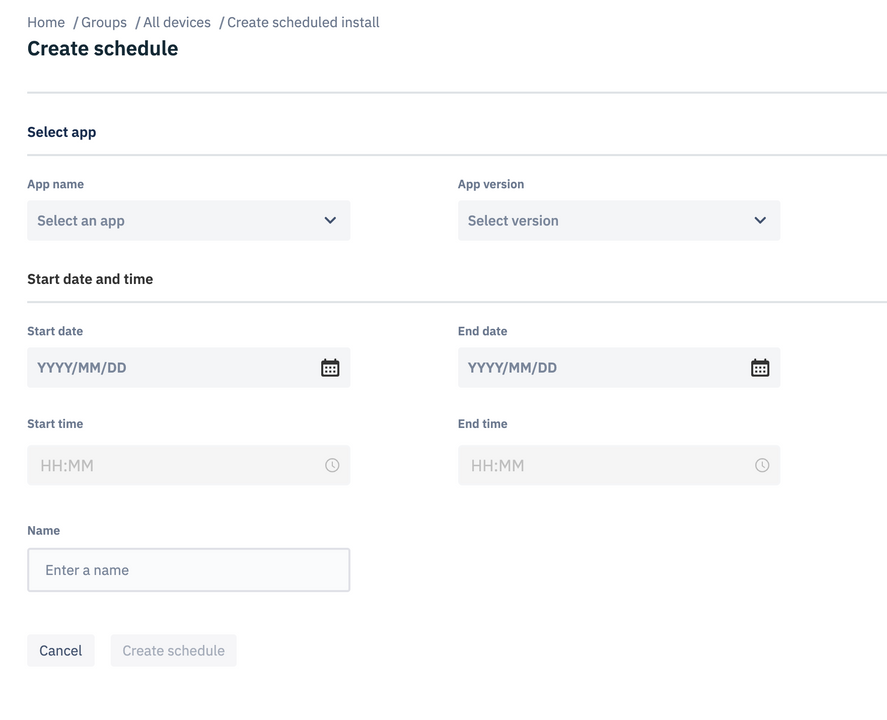 Home / Groups / All devices / Create scheduled install
Create schedule
Select app
App name App version
Select an app Select version
Start date and time
Start date End date
YYYY/MM/DD YYYY/MM/DD
Start time End time
HH:MM HH:MM
Name
Enter a name
Cancel Create schedule